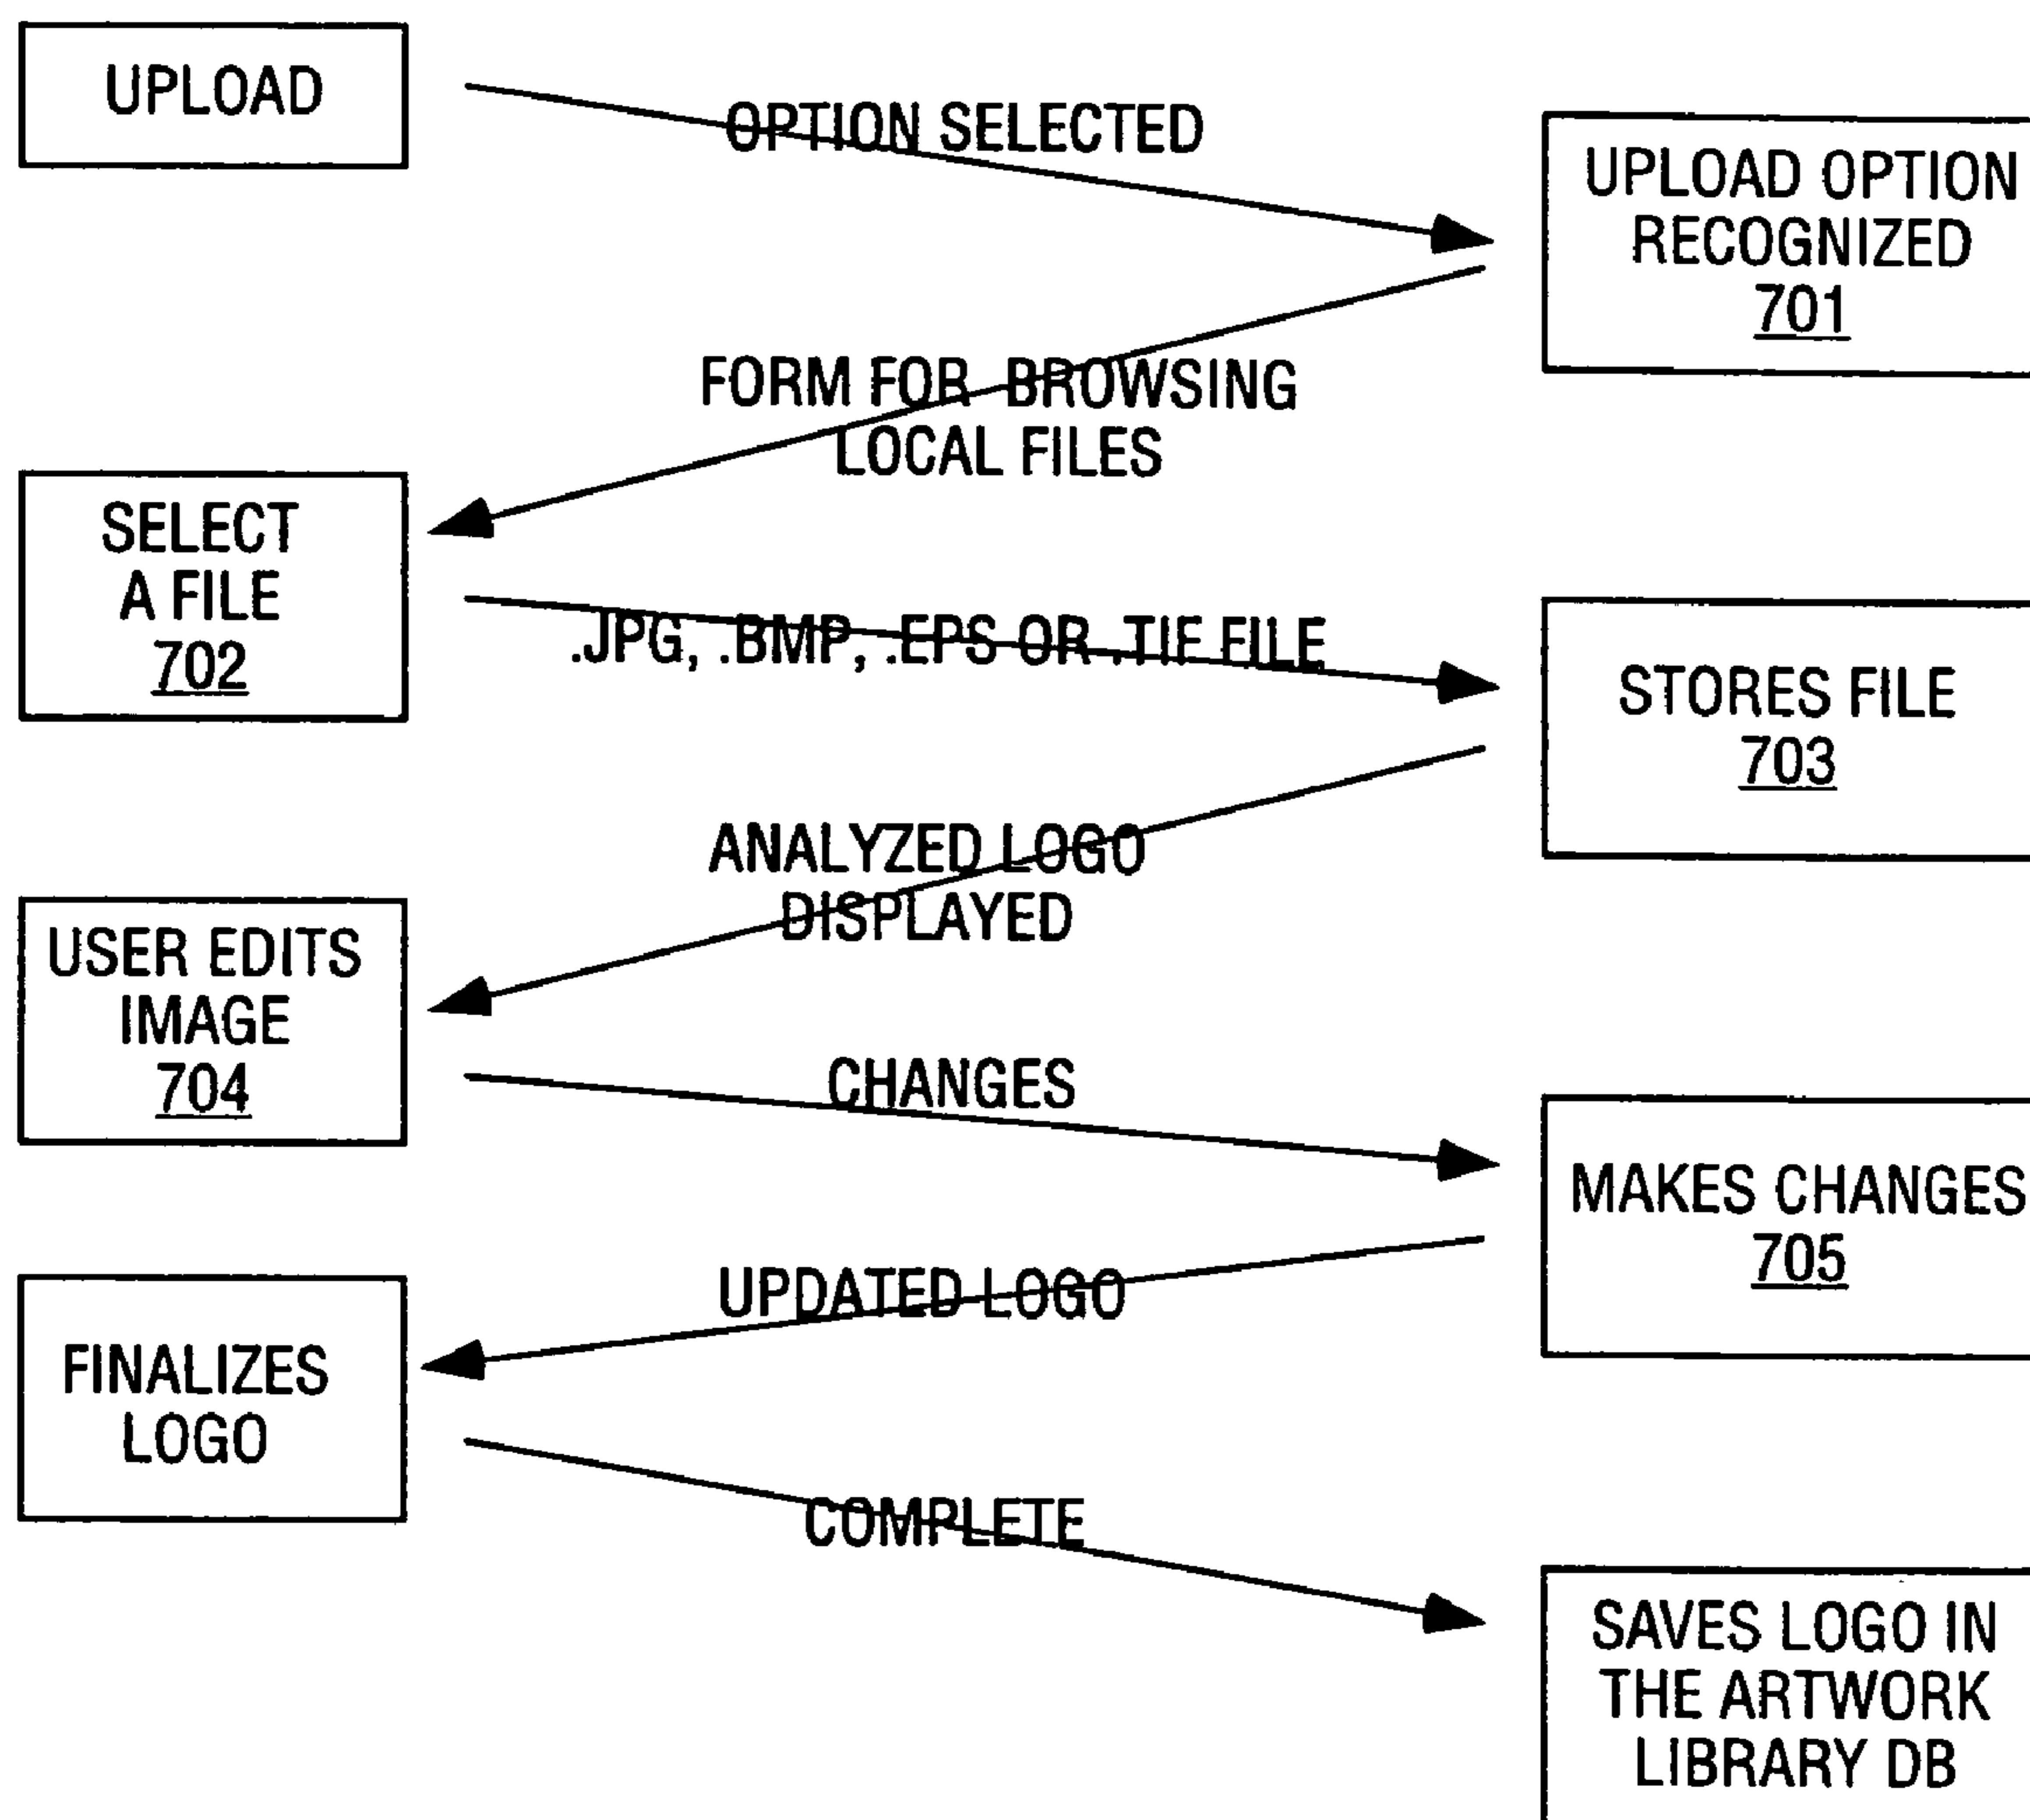 UPLOAD
OPTION SELECTED
UPLOAD OPTION
RECOGNIZED
701
FORM FOR BROWSING
LOCAL FILES
SELECT
A FILE
702
.JPG, .BMP, .EPS OR .TIF FILE
STORES FILE
703
ANALYZED LOGO
DISPLAYED
USER EDITS
IMAGE
704
CHANGES
MAKES CHANGES
705
UPDATED LOGO
FINALIZES
LOGO
COMPLETE
SAVES LOGO IN
THE ARTWORK
LIBRARY DB